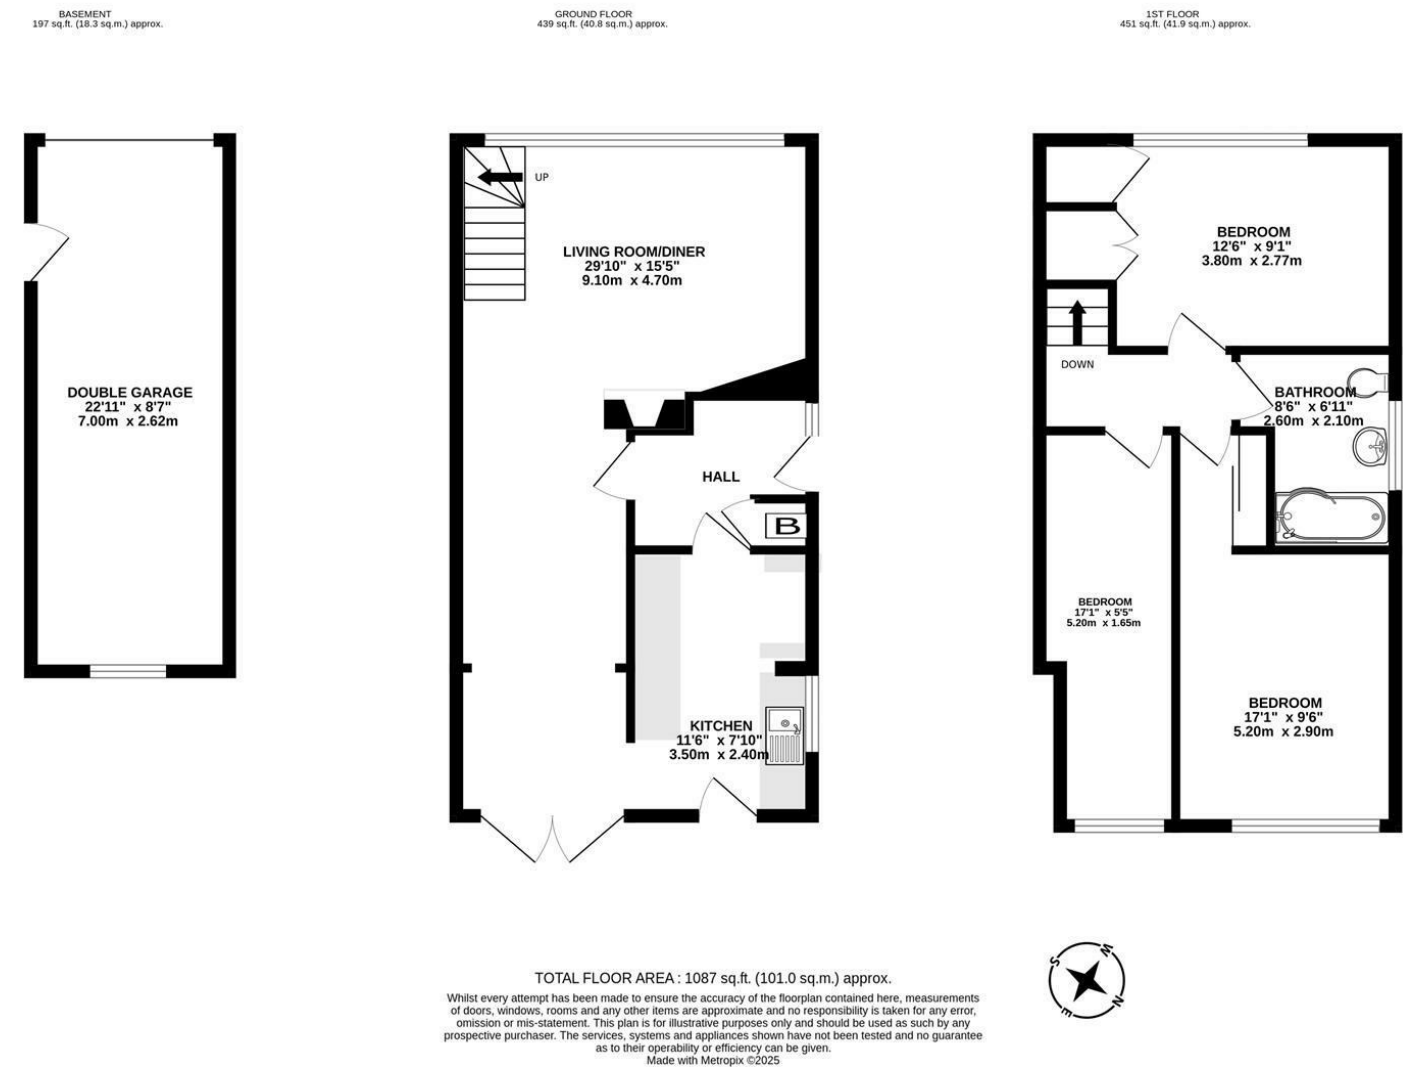 BASEMENT
197 sq.ft. (18.3 sq.m.) approx.
GROUND FLOOR
439 sq.ft. (40.8 sq.m.) approx.
1ST FLOOR
451 sq.ft. (41.9 sq.m.) approx.
DOUBLE GARAGE
22'11" x 8'7"
7.00m x 2.62m
UP
LIVING ROOM/DINER
29'10" x 15'5"
9.10m x 4.70m
HALL
B
KITCHEN
11'6" x 7'10"
3.50m x 2.40m
BEDROOM
12'6" x 9'1"
3.80m x 2.77m
DOWN
BATHROOM
8'6" x 6'11"
2.60m x 2.10m
BEDROOM
17'1" x 5'5"
5.20m x 1.65m
BEDROOM
17'1" x 9'6"
5.20m x 2.90m
S
W
N
E
TOTAL FLOOR AREA : 1087 sq.ft. (101.0 sq.m.) approx.
Whilst every attempt has been made to ensure the accuracy of the floorplan contained here, measurements
of doors, windows, rooms and any other items are approximate and no responsibility is taken for any error,
omission or mis-statement. This plan is for illustrative purposes only and should be used as such by any
prospective purchaser. The services, systems and appliances shown have not been tested and no guarantee
as to their operability or efficiency can be given.
Made with Metropix ©2025